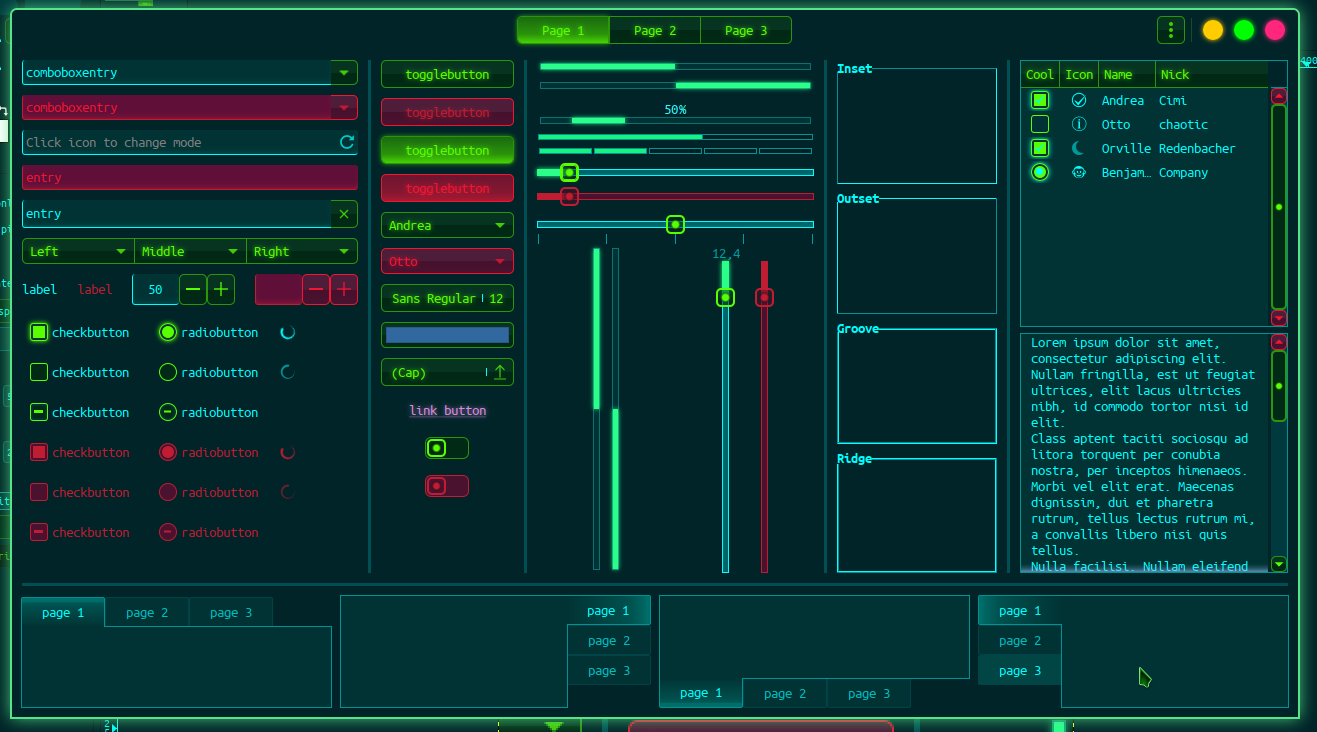 Page 1
Page 2
Page 3
comboboxentry
comboboxentry
Click icon to change mode
entry
entry
Left
Middle
Right
label
label
50
checkbutton
radiobutton
checkbutton
radiobutton
checkbutton
radiobutton
checkbutton
radiobutton
checkbutton
radiobutton
checkbutton
radiobutton
togglebutton
togglebutton
togglebutton
togglebutton
Andrea
Otto
Sans Regular
12
(Cap)
link button
50%
12,4
Inset
Outset
Groove
Ridge
Cool Icon Name Nick
Andrea Cimi
Otto chaotic
Orville Redenbacher
Benjam… Company
Lorem ipsum dolor sit amet,
consectetur adipiscing elit.
Nullam fringilla, est ut feugiat
ultrices, elit lacus ultricies
nibh, id commodo tortor nisi id
elit.
Class aptent taciti sociosqu ad
litora torquent per conubia
nostra, per inceptos himenaeos.
Morbi vel elit erat. Maecenas
dignissim, dui et pharetra
rutrum, tellus lectus rutrum mi,
a convallis libero nisi quis
tellus.
Nulla facilisi. Nullam eleifend
page 1
page 2
page 3
page 1
page 2
page 3
page 1
page 2
page 3
page 1
page 2
page 3